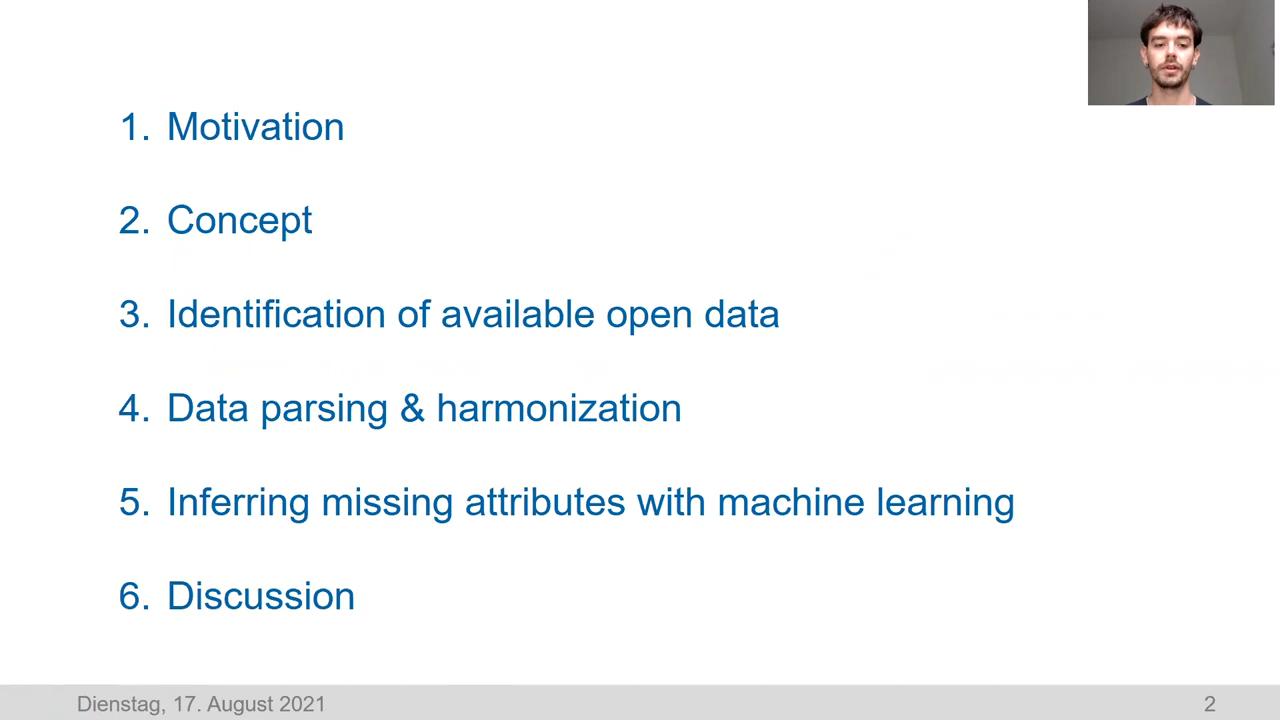 1. Motivation
2. Concept
3. Identification of available open data
4. Data parsing & harmonization
5. Inferring missing attributes with machine learning
6. Discussion
Dienstag, 17. August 2021
2